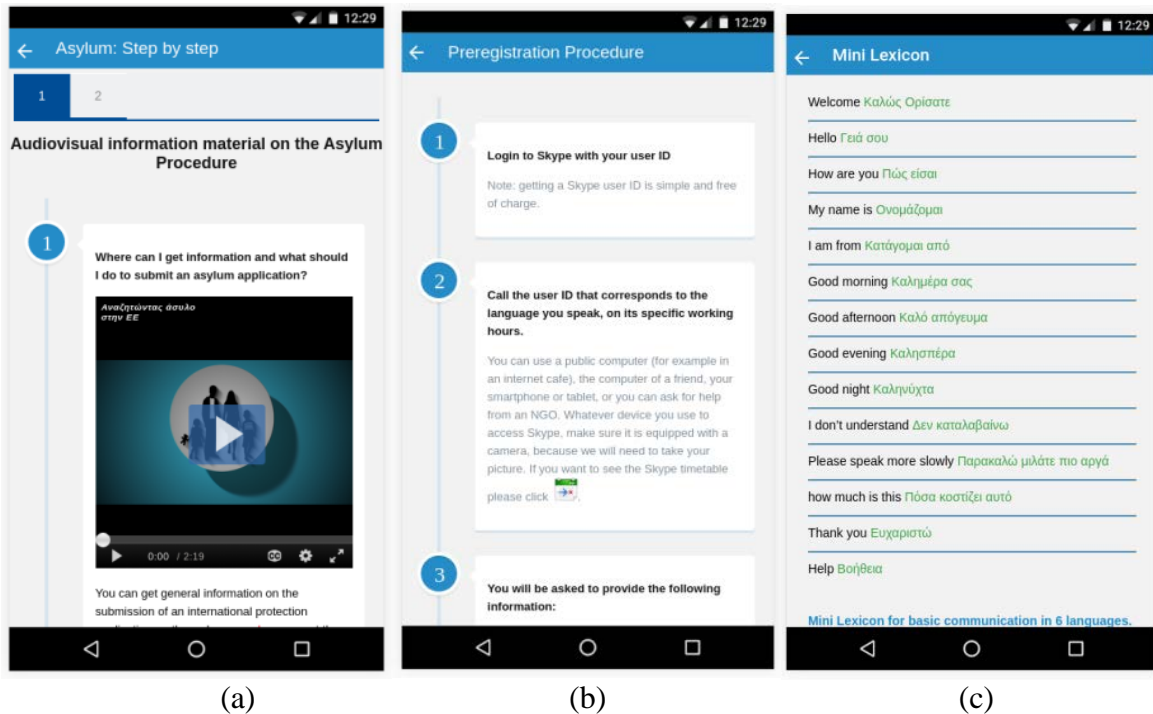 12:29
Asylum: Step by step
1
2
Audiovisual information material on the Asylum
Procedure
1
Where can I get information and what should
I do to submit an asylum application?
Αναζητώντας άσυλο
στην ΕΕ
0:00 / 2:19
CC
You can get general information on the
submission of an international protection
(a)
12:29
Preregistration Procedure
1
Login to Skype with your user ID
Note: getting a Skype user ID is simple and free
of charge.
2
Call the user ID that corresponds to the
language you speak, on its specific working
hours.
You can use a public computer (for example in
an internet cafe), the computer of a friend, your
smartphone or tablet, or you can ask for help
from an NGO. Whatever device you use to
access Skype, make sure it is equipped with a
camera, because we will need to take your
picture. If you want to see the Skype timetable
please click .
3
You will be asked to provide the following
information:
(b)
12:29
Mini Lexicon
Welcome Καλώς Ορίσατε
Hello Γειά σου
How are you Πώς είσαι
My name is Ονομάζομαι
I am from Κατάγομαι από
Good morning Καλημέρα σας
Good afternoon Καλό απόγευμα
Good evening Καλησπέρα
Good night Καληνύχτα
I don't understand Δεν καταλαβαίνω
Please speak more slowly Παρακαλώ μιλάτε πιο αργά
how much is this Πόσα κοστίζει αυτό
Thank you Ευχαριστώ
Help Βοήθεια
Mini Lexicon for basic communication in 6 languages.
(c)